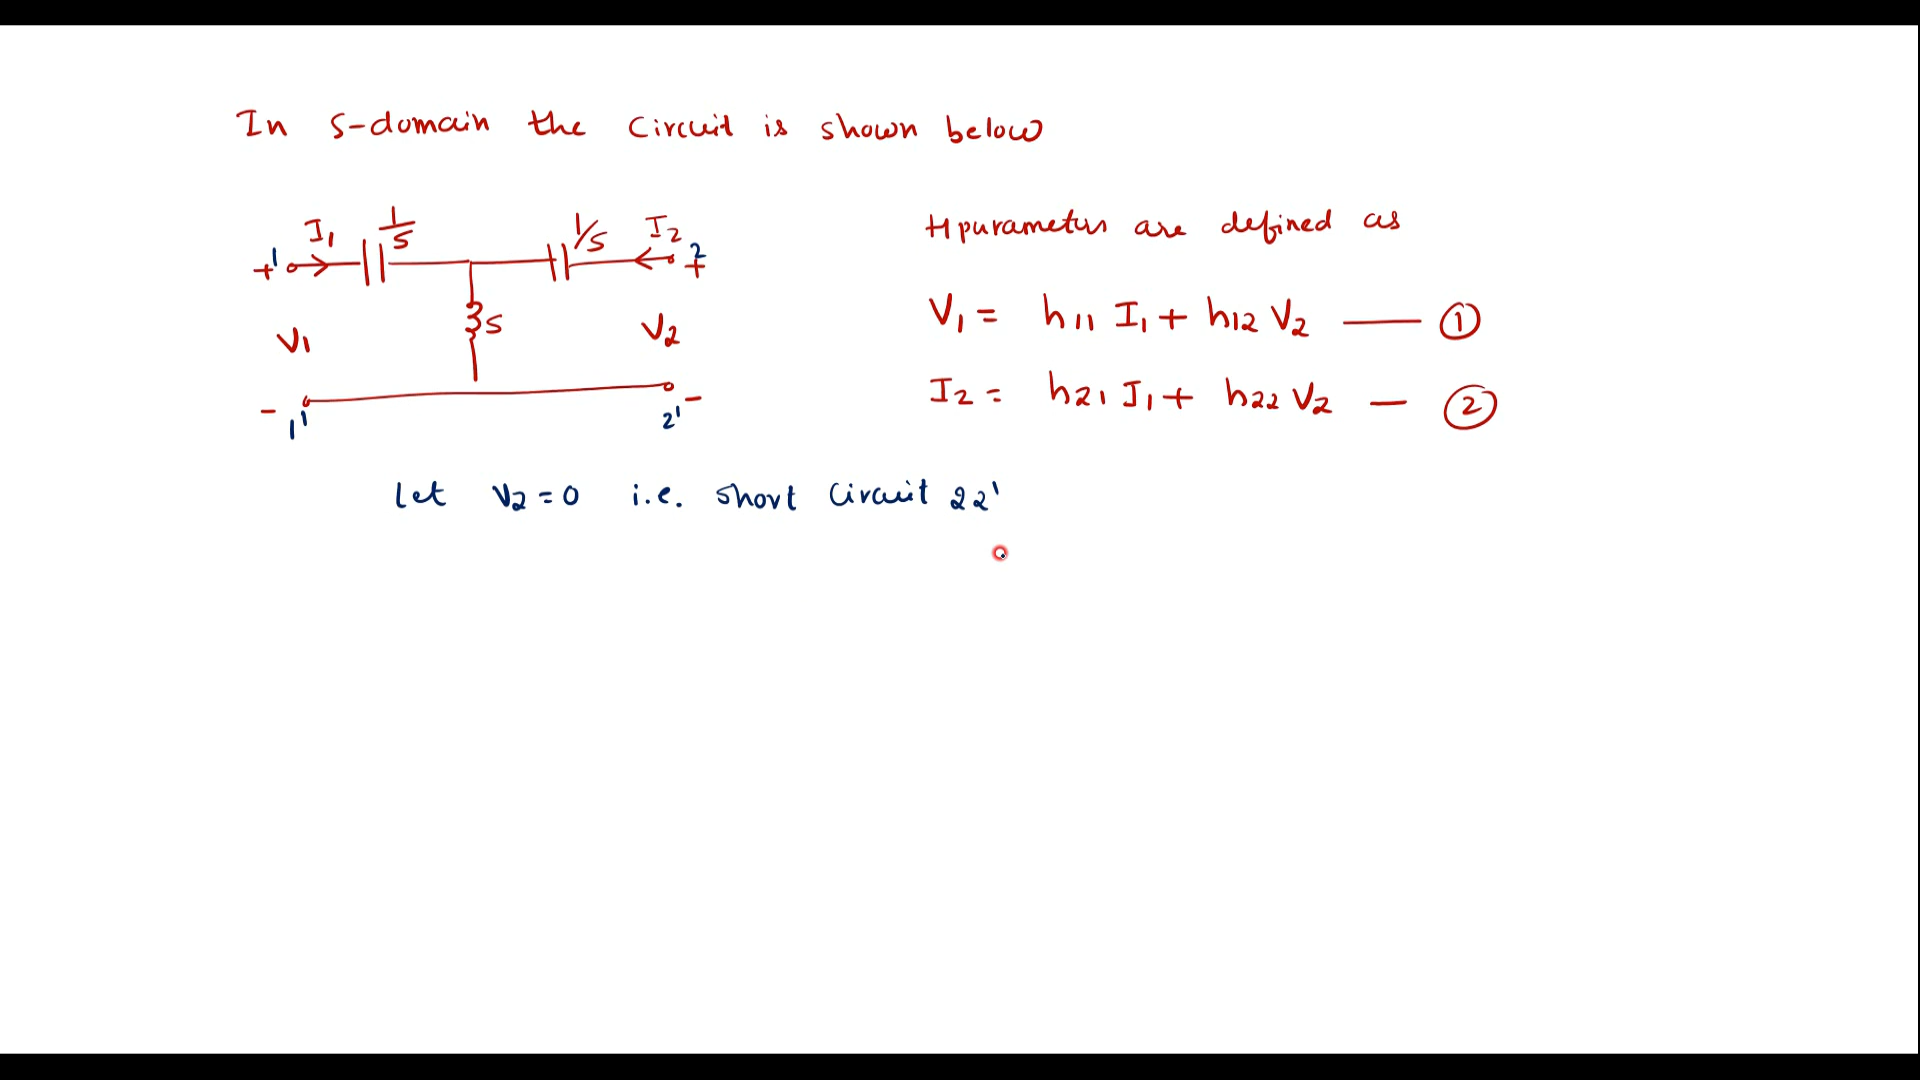 In s-domain the Circuit is shown below
I1 1/s 1/s I2
+ 1 2 +
V1 s V2
- 1' 2' -
H purameturs are defined as
V1 = h11 I1 + h12 V2 — ①
I2 = h21 I1 + h22 V2 — ②
Let V2 = 0 i.e. short Circuit 22'